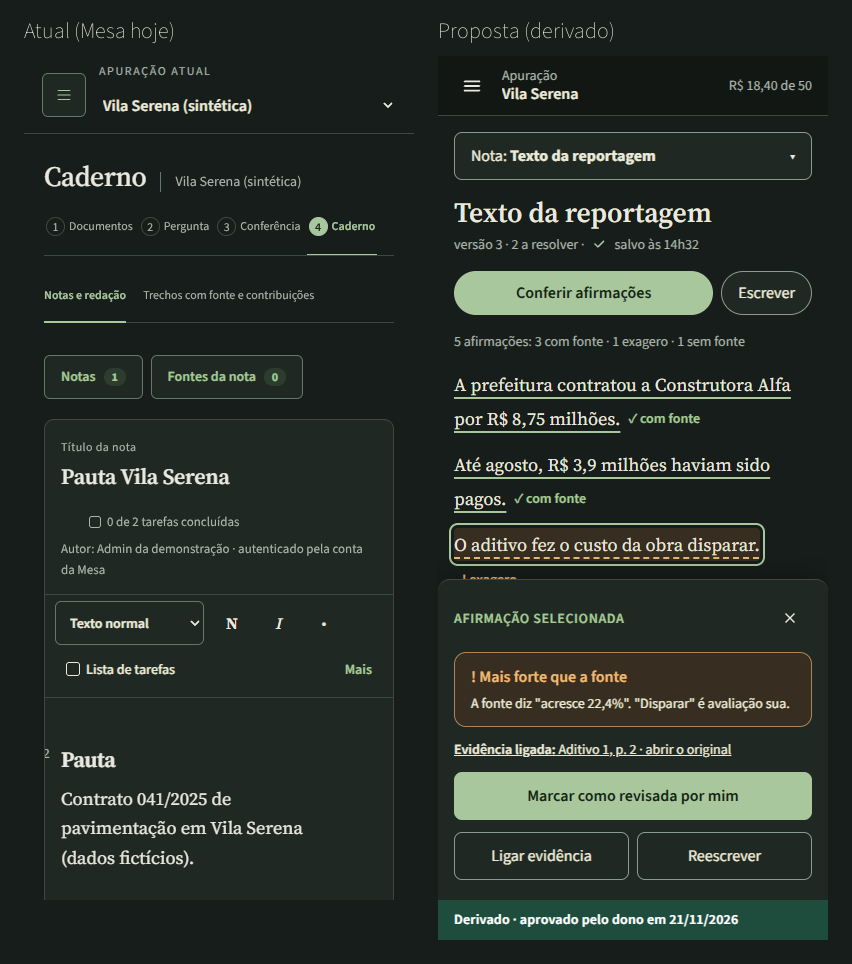 Atual (Mesa hoje)
APURAÇÃO ATUAL
Vila Serena (sintética)
Caderno
Vila Serena (sintética)
1 Documentos 2 Pergunta 3 Conferência 4 Caderno
Notas e redação Trechos com fonte e contribuições
Notas 1 Fontes da nota 0
Título da nota
Pauta Vila Serena
0 de 2 tarefas concluídas
Autor: Admin da demonstração · autenticado pela conta
da Mesa
Texto normal N I •
Lista de tarefas Mais
2
Pauta
Contrato 041/2025 de
pavimentação em Vila Serena
(dados fictícios).
Proposta (derivado)
Apuração
Vila Serena
R$ 18,40 de 50
Nota: Texto da reportagem
Texto da reportagem
versão 3 · 2 a resolver · ✓ salvo às 14h32
Conferir afirmações Escrever
5 afirmações: 3 com fonte · 1 exagero · 1 sem fonte
A prefeitura contratou a Construtora Alfa
por R$ 8,75 milhões. ✓ com fonte
Até agosto, R$ 3,9 milhões haviam sido
pagos. ✓ com fonte
O aditivo fez o custo da obra disparar.
! exagero
AFIRMAÇÃO SELECIONADA
! Mais forte que a fonte
A fonte diz "acresce 22,4%". "Disparar" é avaliação sua.
Evidência ligada: Aditivo 1, p. 2 · abrir o original
Marcar como revisada por mim
Ligar evidência Reescrever
Derivado · aprovado pelo dono em 21/11/2026